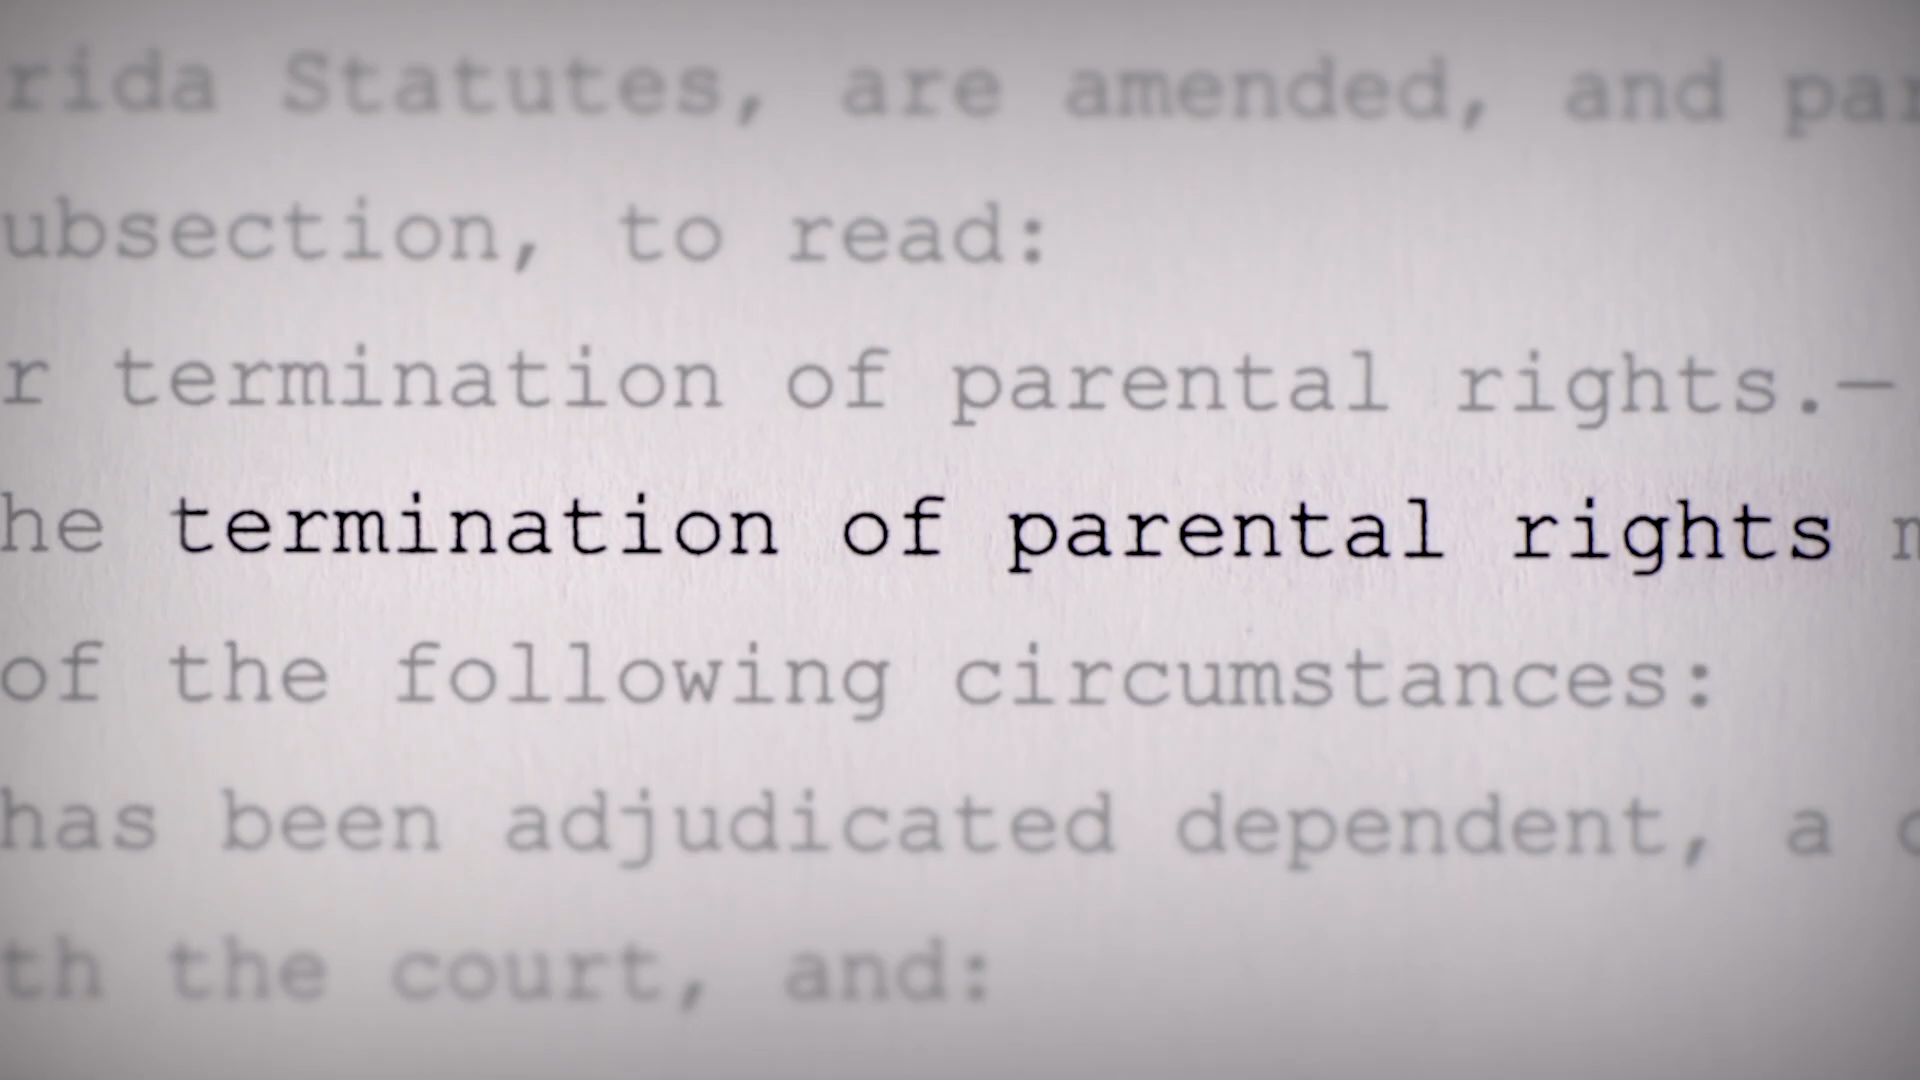 rida Statutes, are amended, and par
ubsection, to read:
r termination of parental rights.—
he termination of parental rights
of the following circumstances:
has been adjudicated dependent, a
th the court, and: